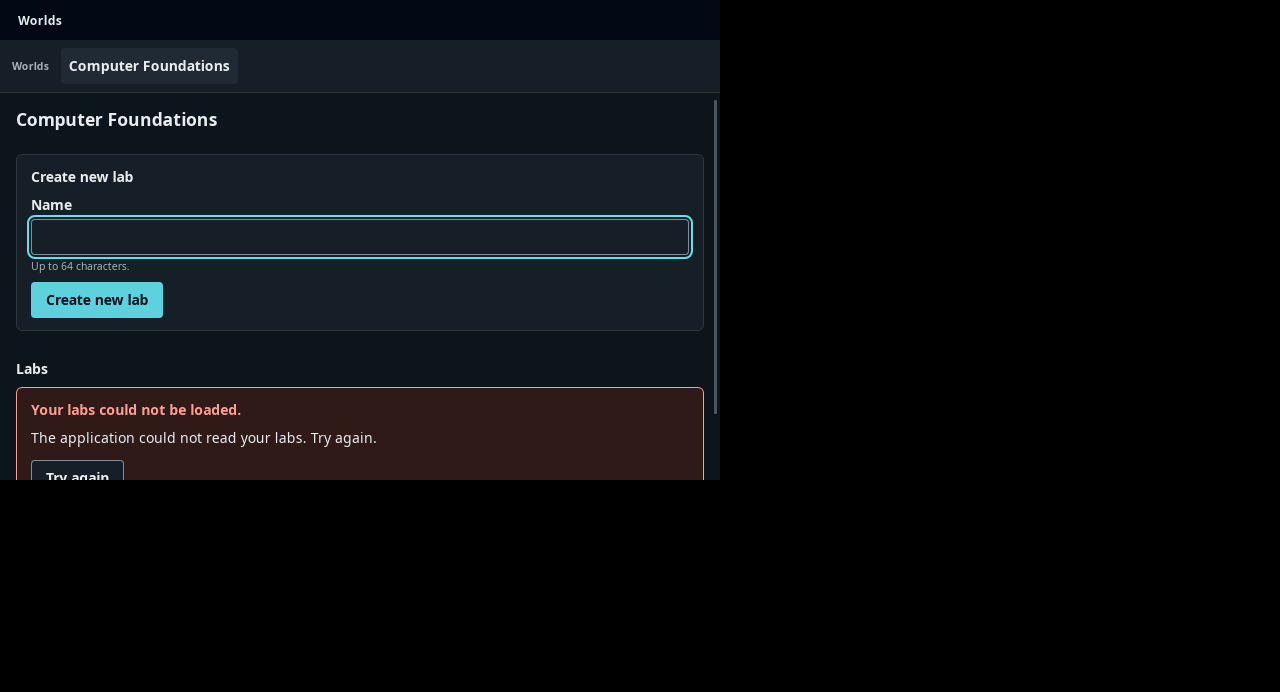 Worlds
Worlds Computer Foundations
Computer Foundations
Create new lab
Name
Up to 64 characters.
Create new lab
Labs
Your labs could not be loaded.
The application could not read your labs. Try again.
Try again